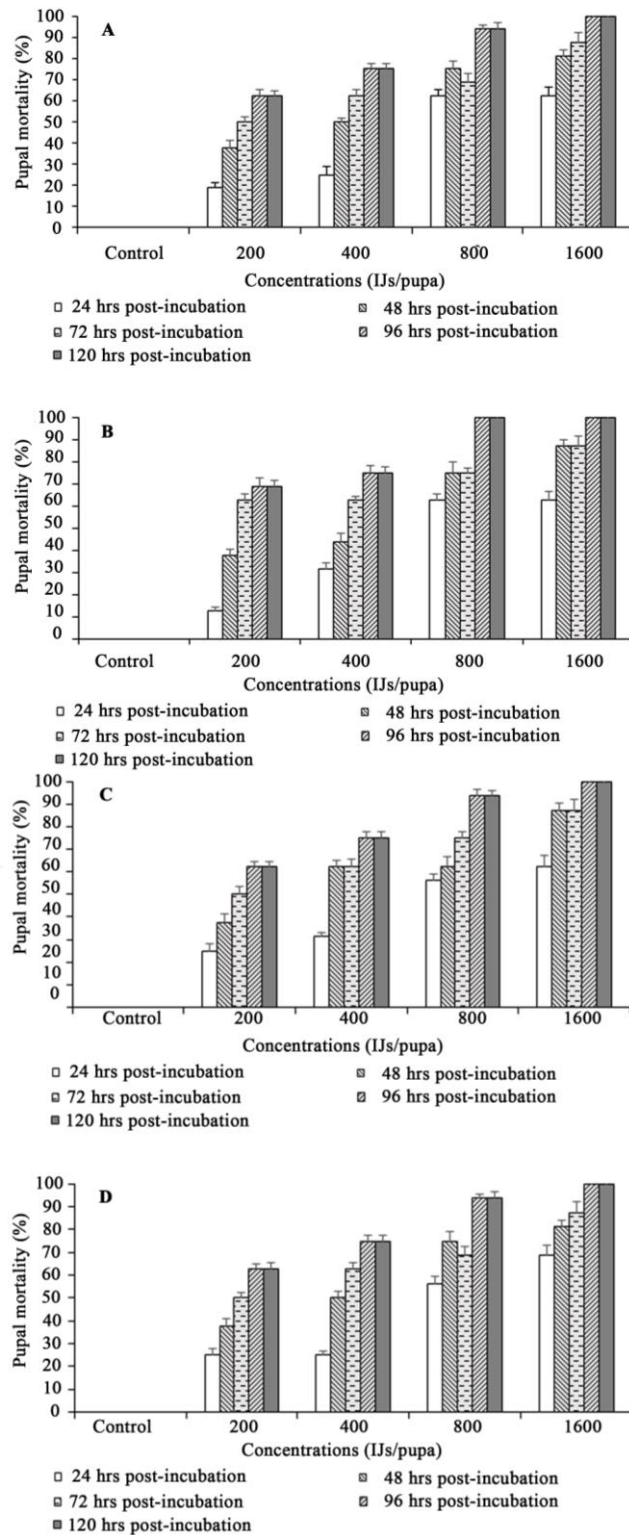 A
Pupal mortality (%)
100
90
80
70
60
50
40
30
20
10
0
Control 200 400 800 1600
Concentrations (IJs/pupa)
24 hrs post-incubation 48 hrs post-incubation
72 hrs post-incubation 96 hrs post-incubation
120 hrs post-incubation
B
Pupal mortality (%)
100
90
80
70
60
50
40
30
20
10
0
Control 200 400 800 1600
Concentrations (IJs/pupa)
24 hrs post-incubation 48 hrs post-incubation
72 hrs post-incubation 96 hrs post-incubation
120 hrs post-incubation
C
Pupal mortality (%)
100
90
80
70
60
50
40
30
20
10
0
Control 200 400 800 1600
Concentrations (IJs/pupa)
24 hrs post-incubation 48 hrs post-incubation
72 hrs post-incubation 96 hrs post-incubation
120 hrs post-incubation
D
Pupal mortality (%)
100
90
80
70
60
50
40
30
20
10
0
Control 200 400 800 1600
Concentrations (IJs/pupa)
24 hrs post-incubation 48 hrs post-incubation
72 hrs post-incubation 96 hrs post-incubation
120 hrs post-incubation